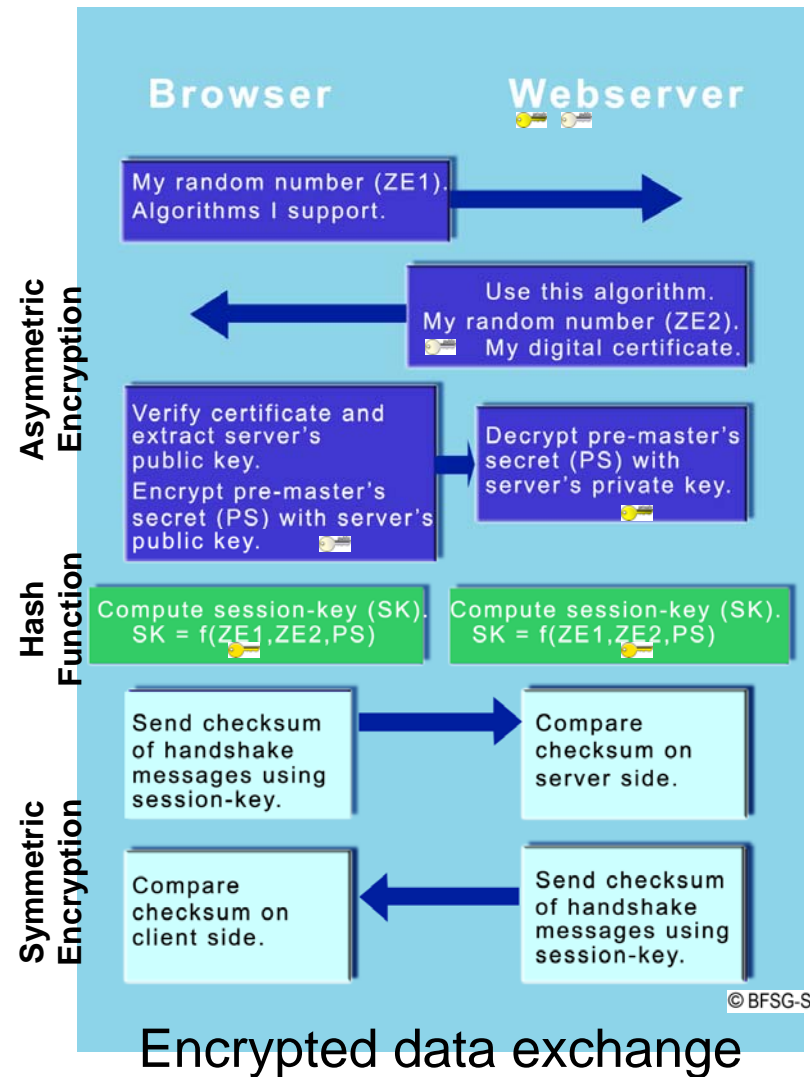 Browser
Webserver
My random number (ZE1).
Algorithms I support.
Asymmetric
Encryption
Use this algorithm.
My random number (ZE2).
My digital certificate.
Verify certificate and
extract server's
public key.
Encrypt pre-master's
secret (PS) with server's
public key.
Decrypt pre-master's
secret (PS) with
server's private key.
Hash
Function
Compute session-key (SK).
SK = f(ZE1,ZE2,PS)
Compute session-key (SK).
SK = f(ZE1,ZE2,PS)
Symmetric
Encryption
Send checksum
of handshake
messages using
session-key.
Compare
checksum on
server side.
Compare
checksum on
client side.
Send checksum
of handshake
messages using
session-key.
© BFSG-S
Encrypted data exchange